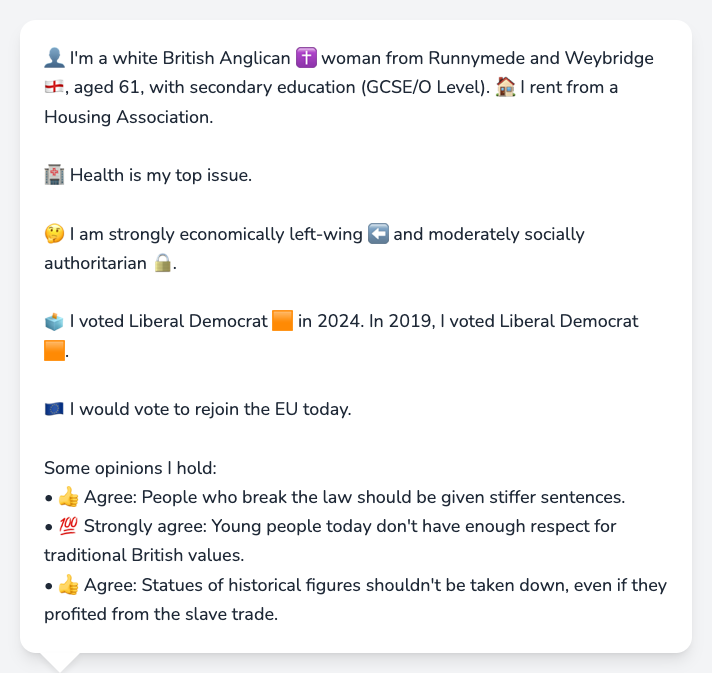 👤 I'm a white British Anglican ✝️ woman from Runnymede and Weybridge
🏴󠁧󠁢󠁥󠁮󠁧󠁿, aged 61, with secondary education (GCSE/O Level). 🏠 I rent from a
Housing Association.
🏥 Health is my top issue.
🤔 I am strongly economically left-wing ⬅️ and moderately socially
authoritarian 🔒.
🗳️ I voted Liberal Democrat 🟧 in 2024. In 2019, I voted Liberal Democrat
🟧.
🇪🇺 I would vote to rejoin the EU today.
Some opinions I hold:
• 👍 Agree: People who break the law should be given stiffer sentences.
• 💯 Strongly agree: Young people today don't have enough respect for
traditional British values.
• 👍 Agree: Statues of historical figures shouldn't be taken down, even if they
profited from the slave trade.